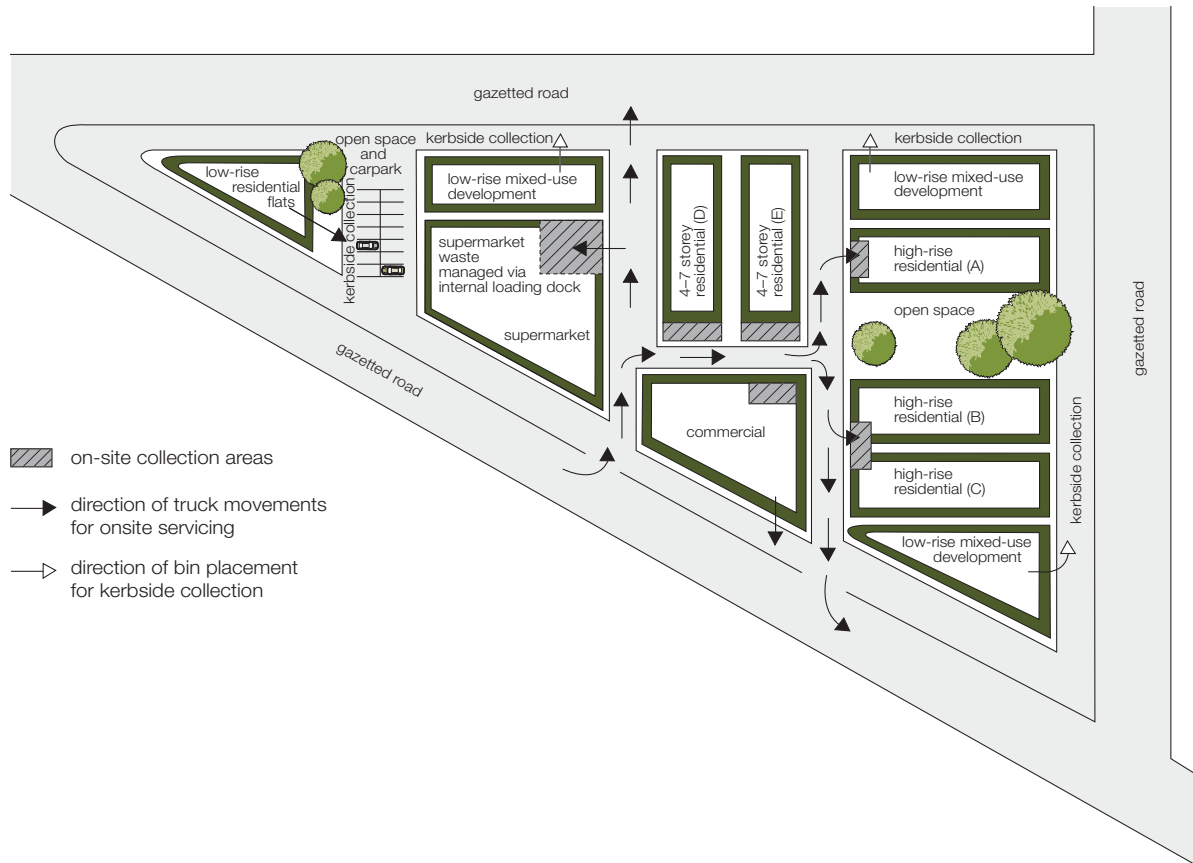 gazetted road
open space
and
carpark
kerbside collection
kerbside collection
low-rise
residential
flats
kerbside collection
low-rise mixed-use
development
low-rise mixed-use
development
4–7 storey
residential (D)
4–7 storey
residential (E)
supermarket
waste
managed via
internal loading dock
supermarket
high-rise
residential (A)
open space
gazetted road
gazetted road
commercial
high-rise
residential (B)
kerbside collection
high-rise
residential (C)
low-rise mixed-use
development
on-site collection areas
direction of truck movements
for onsite servicing
direction of bin placement
for kerbside collection